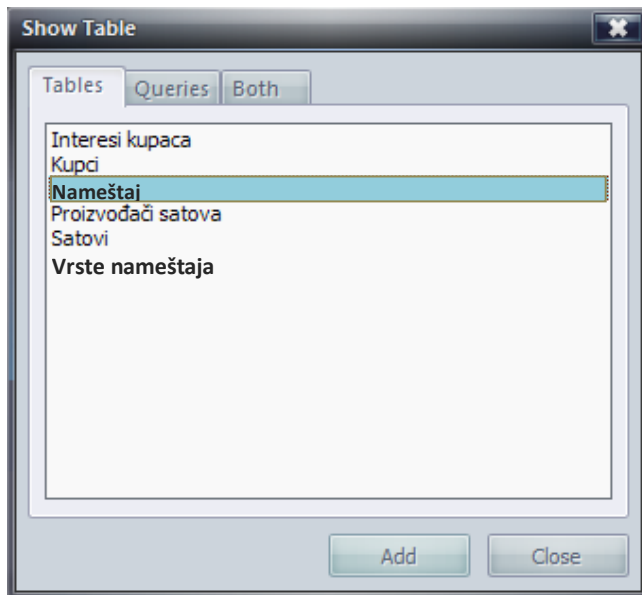 Show Table
Tables Queries Both
Interesi kupaca
Kupci
Nameštaj
Proizvođači satova
Satovi
Vrste nameštaja
Add Close